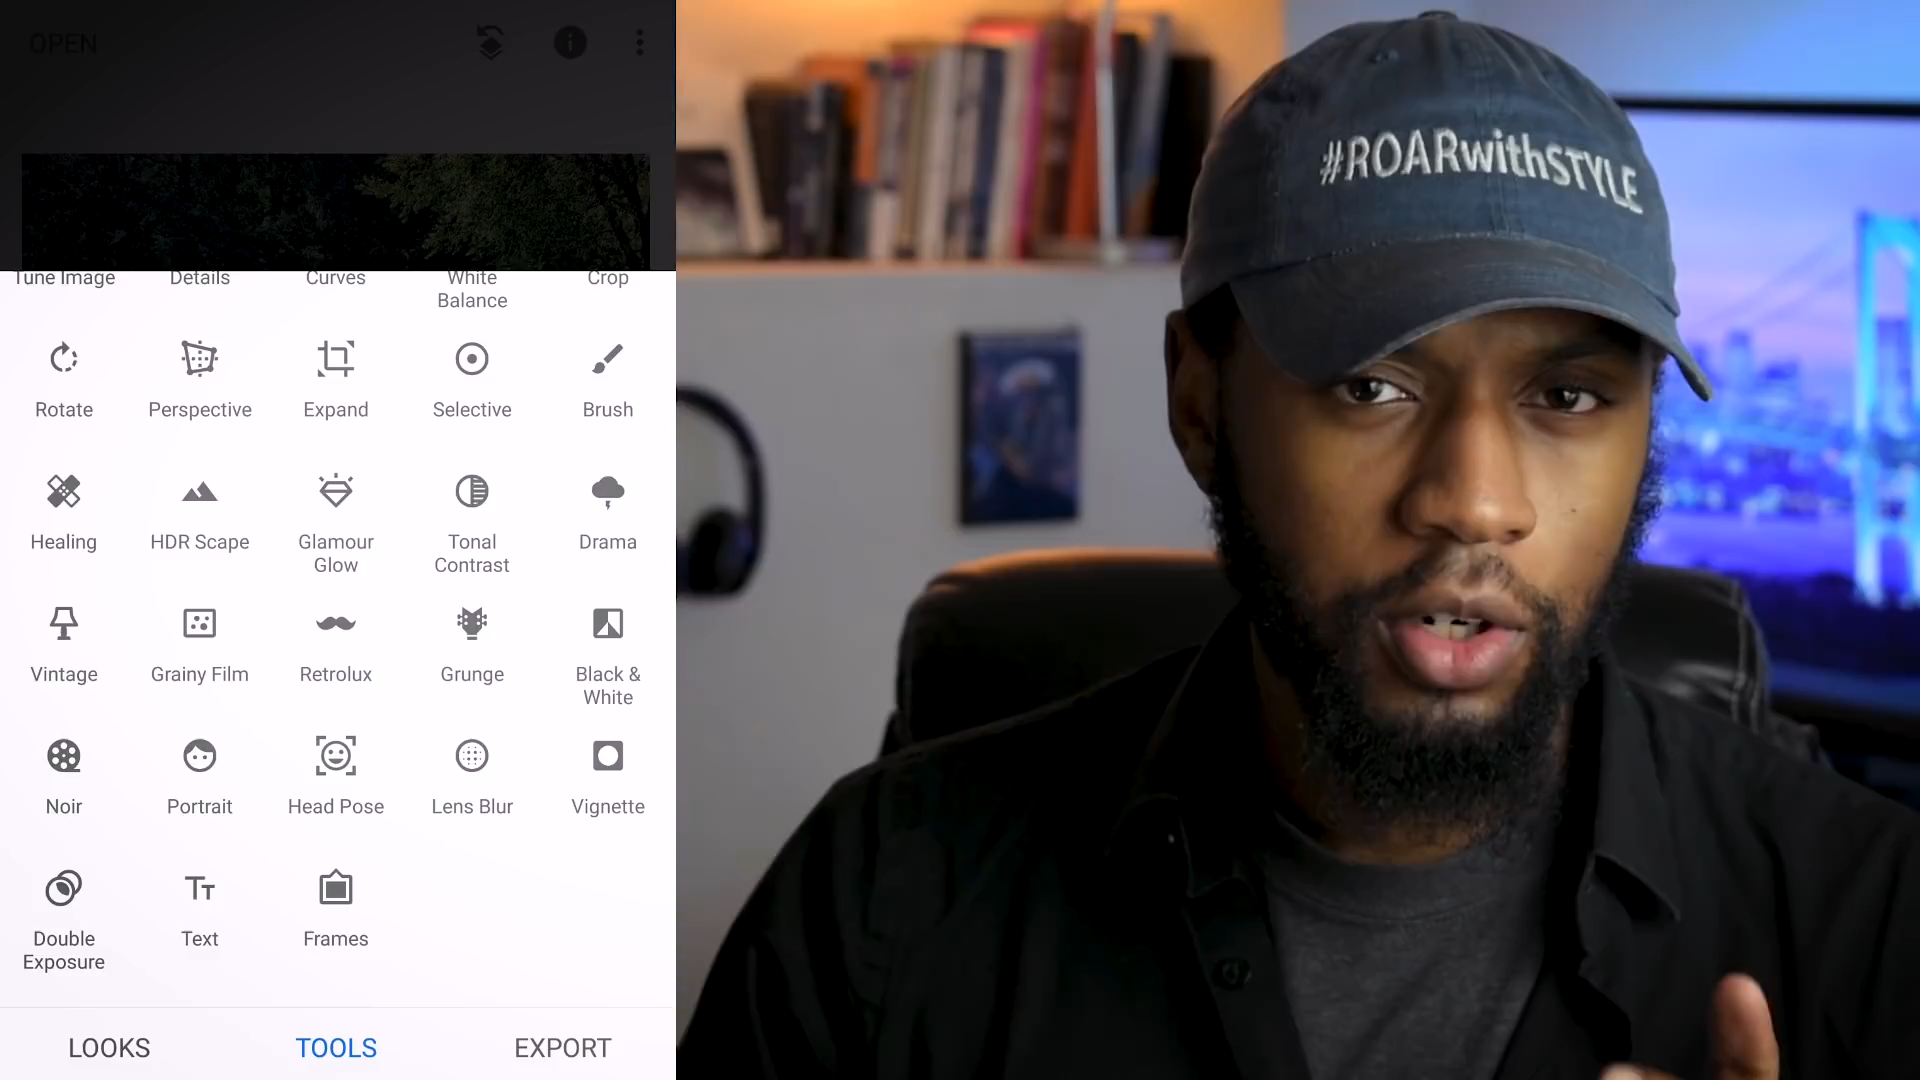 OPEN
#ROARwithSTYLE
Tune Image Details Curves White Balance Crop
Rotate Perspective Expand Selective Brush
Healing HDR Scape Glamour Glow Tonal Contrast Drama
Vintage Grainy Film Retrolux Grunge Black & White
Noir Portrait Head Pose Lens Blur Vignette
Double Exposure Text Frames
LOOKS TOOLS EXPORT